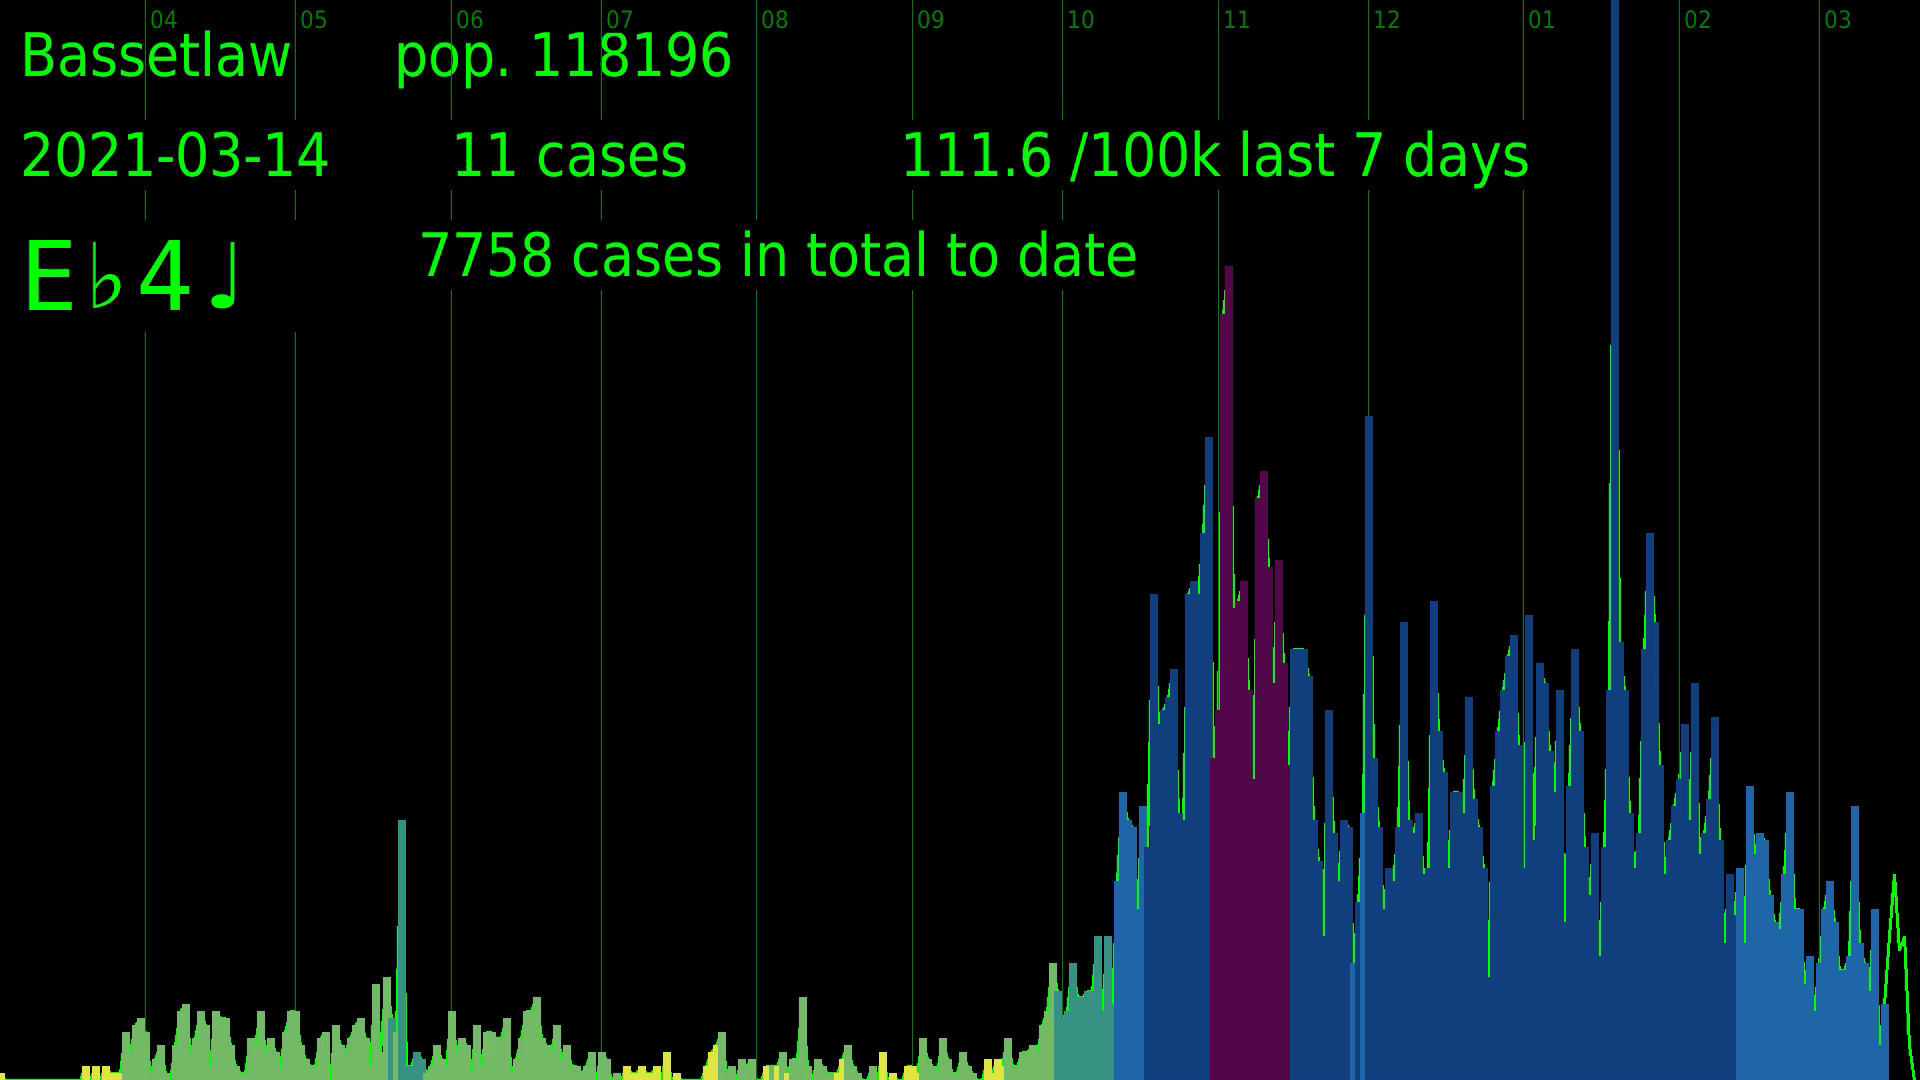 04 05 06 07 08 09 10 11 12 01 02 03
Bassetlaw pop. 118196
2021-03-14 11 cases 111.6 /100k last 7 days
E♭4♩ 7758 cases in total to date